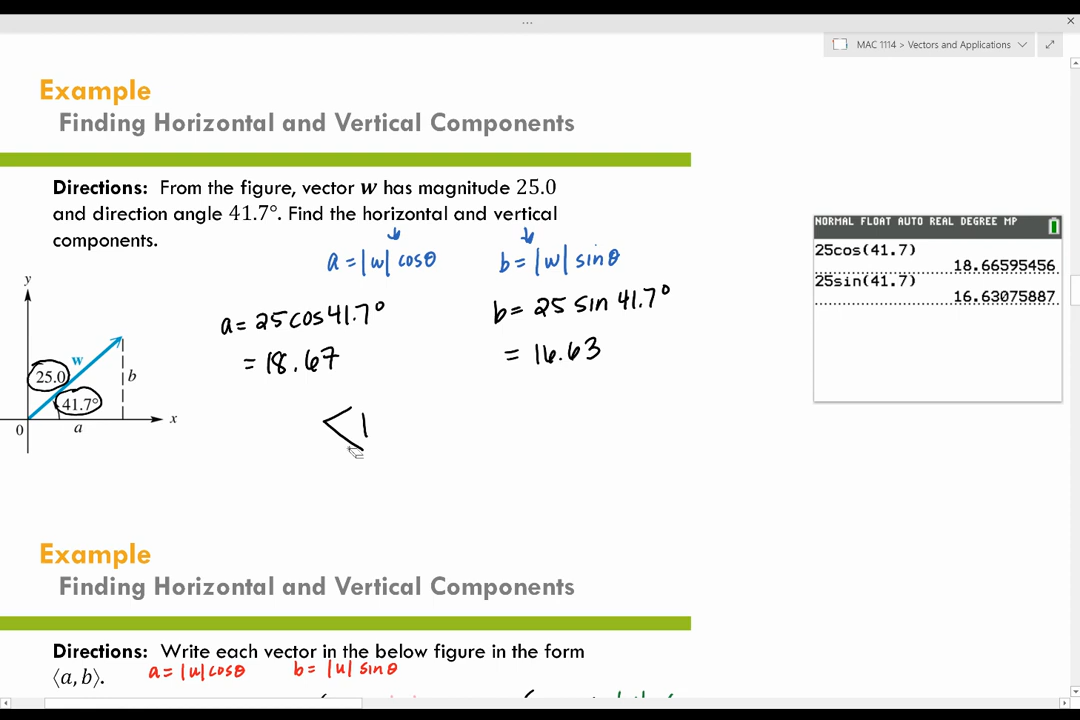 ...
MAC 1114 > Vectors and Applications
Example
Finding Horizontal and Vertical Components
Directions: From the figure, vector w has magnitude 25.0
and direction angle 41.7°. Find the horizontal and vertical
components.
a = |w| cosθ b = |w| sinθ
NORMAL FLOAT AUTO REAL DEGREE MP
25cos(41.7)
18.66595456
25sin(41.7)
16.63075887
a = 25cos41.7° b = 25 sin 41.7°
= 18.67 = 16.63
y
w
25.0
b
41.7°
0 a x
<1
Example
Finding Horizontal and Vertical Components
Directions: Write each vector in the below figure in the form
⟨a, b⟩. a = |u|cosθ b = |u| sinθ